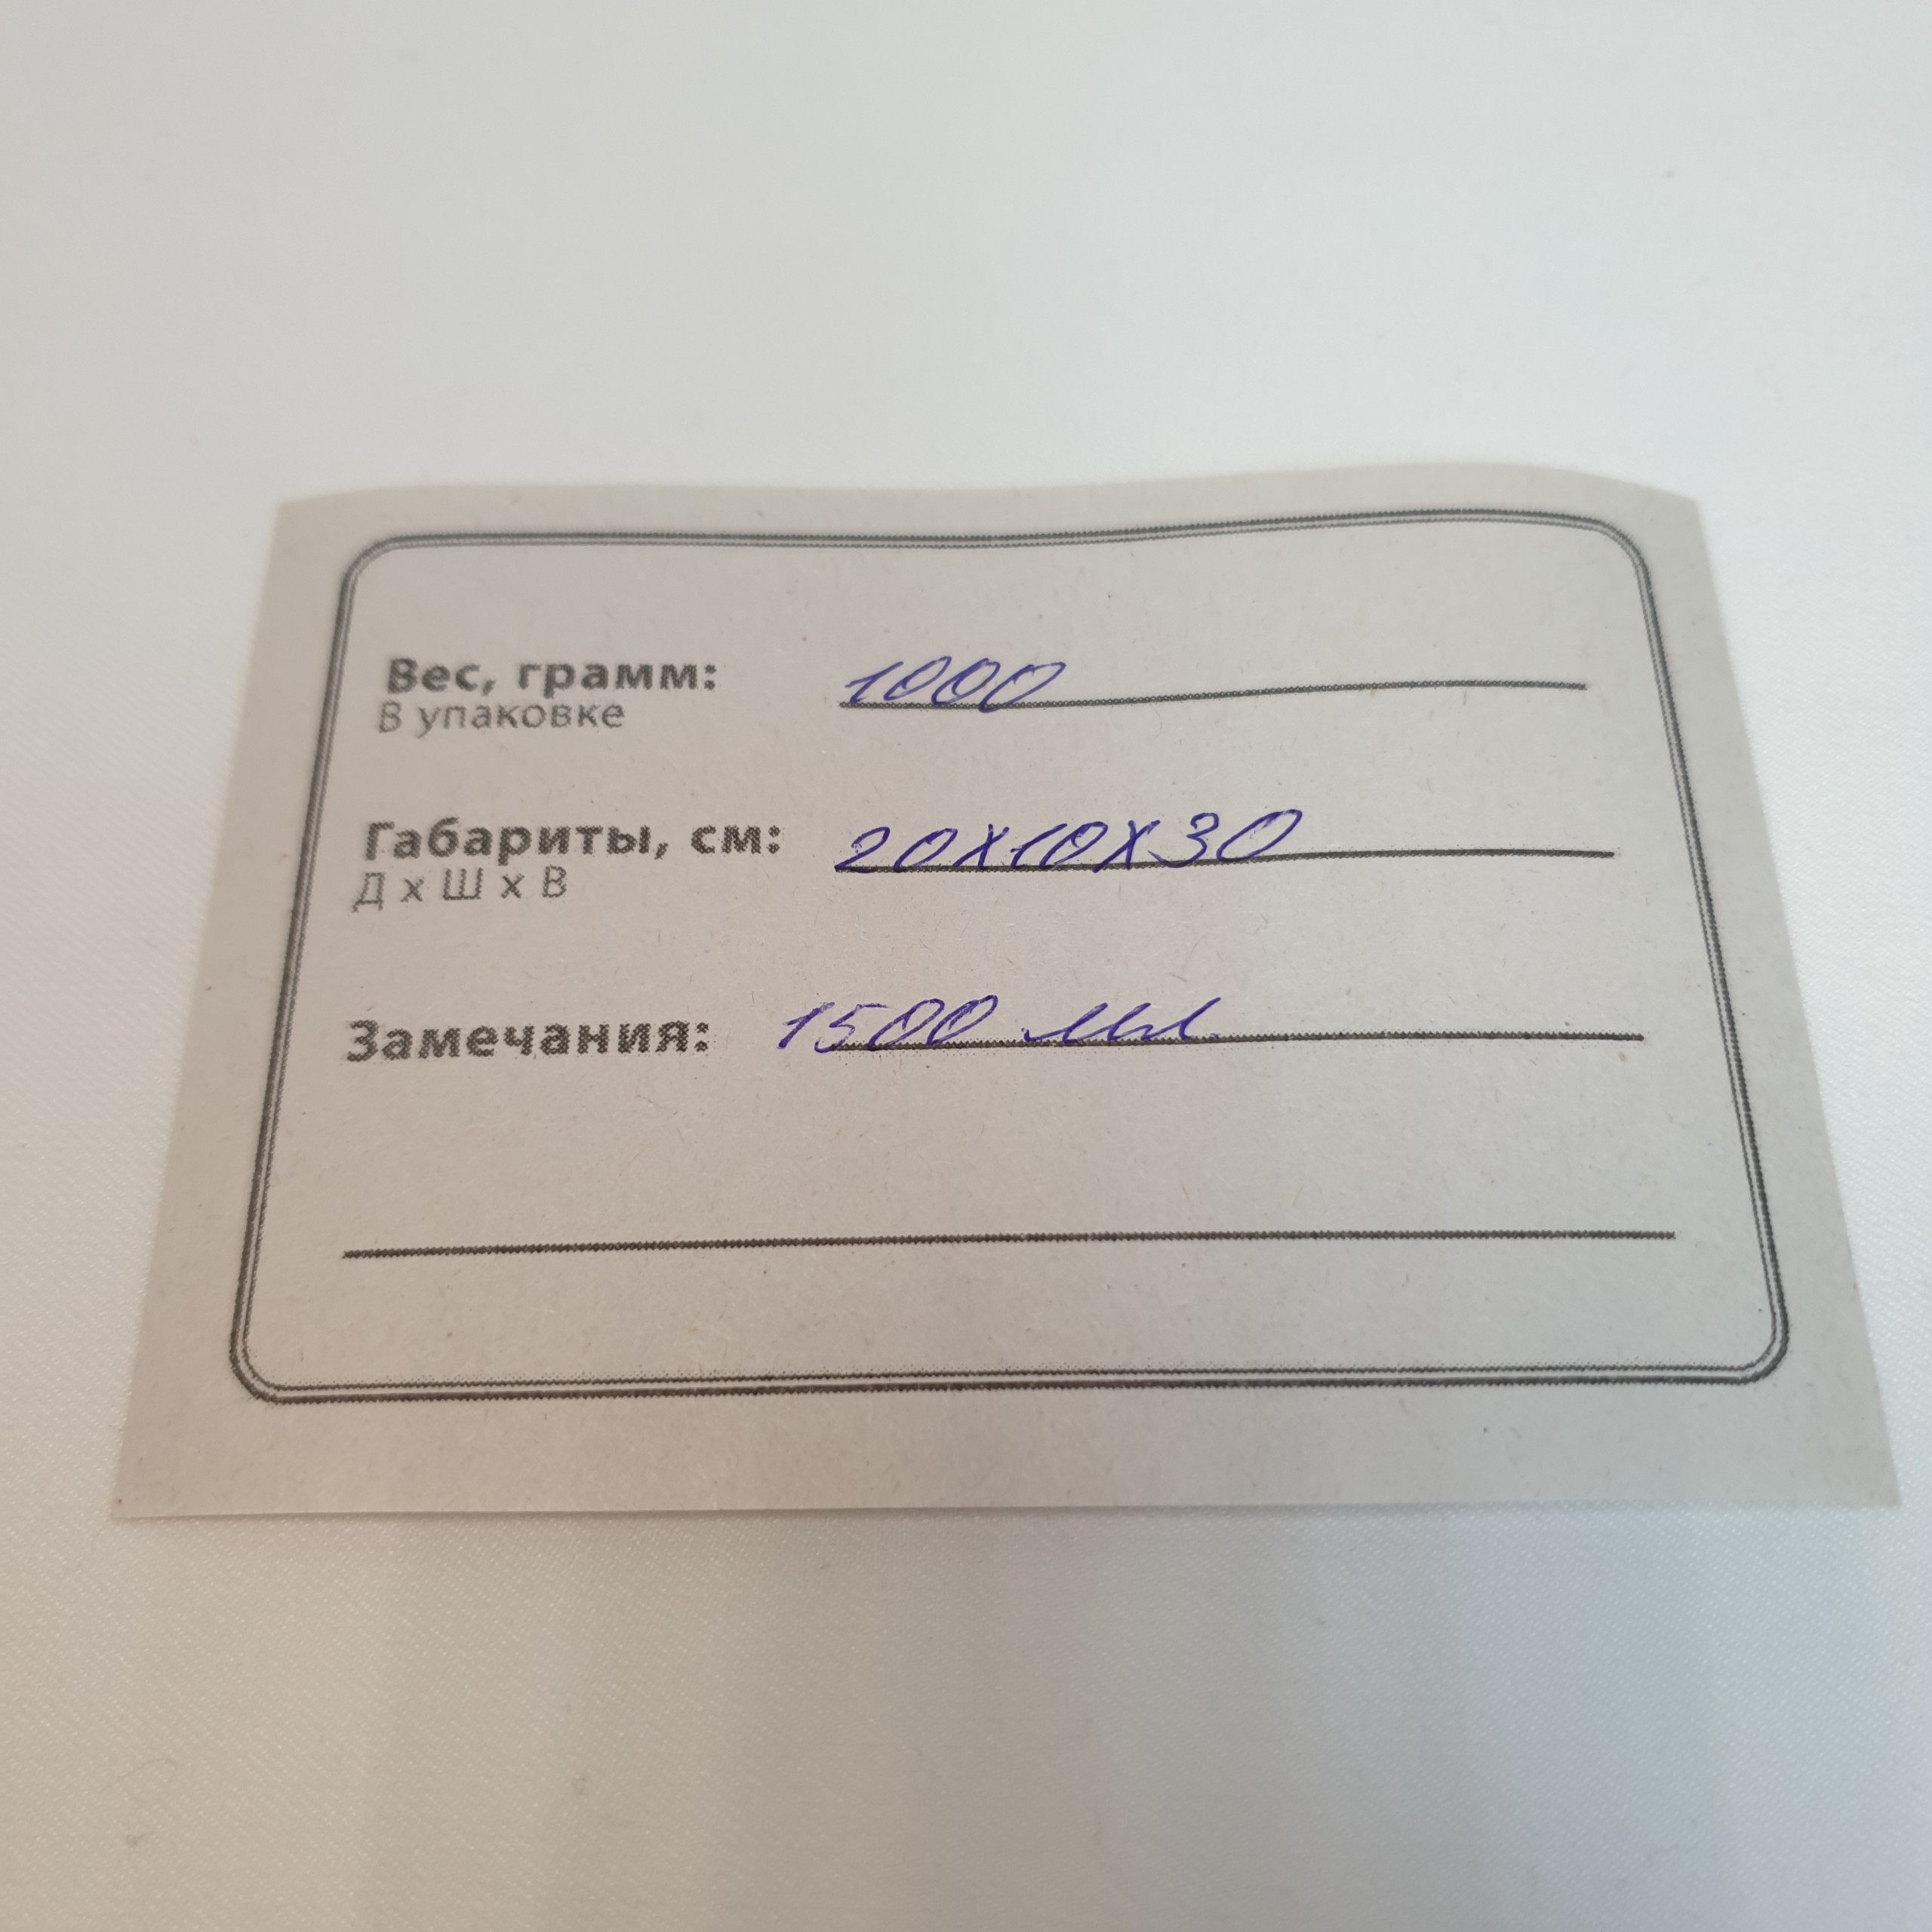 Вес, грамм: 1000
В упаковке
Габариты, см: 20х10х30
Д х Ш х В
Замечания: 1500 мл.